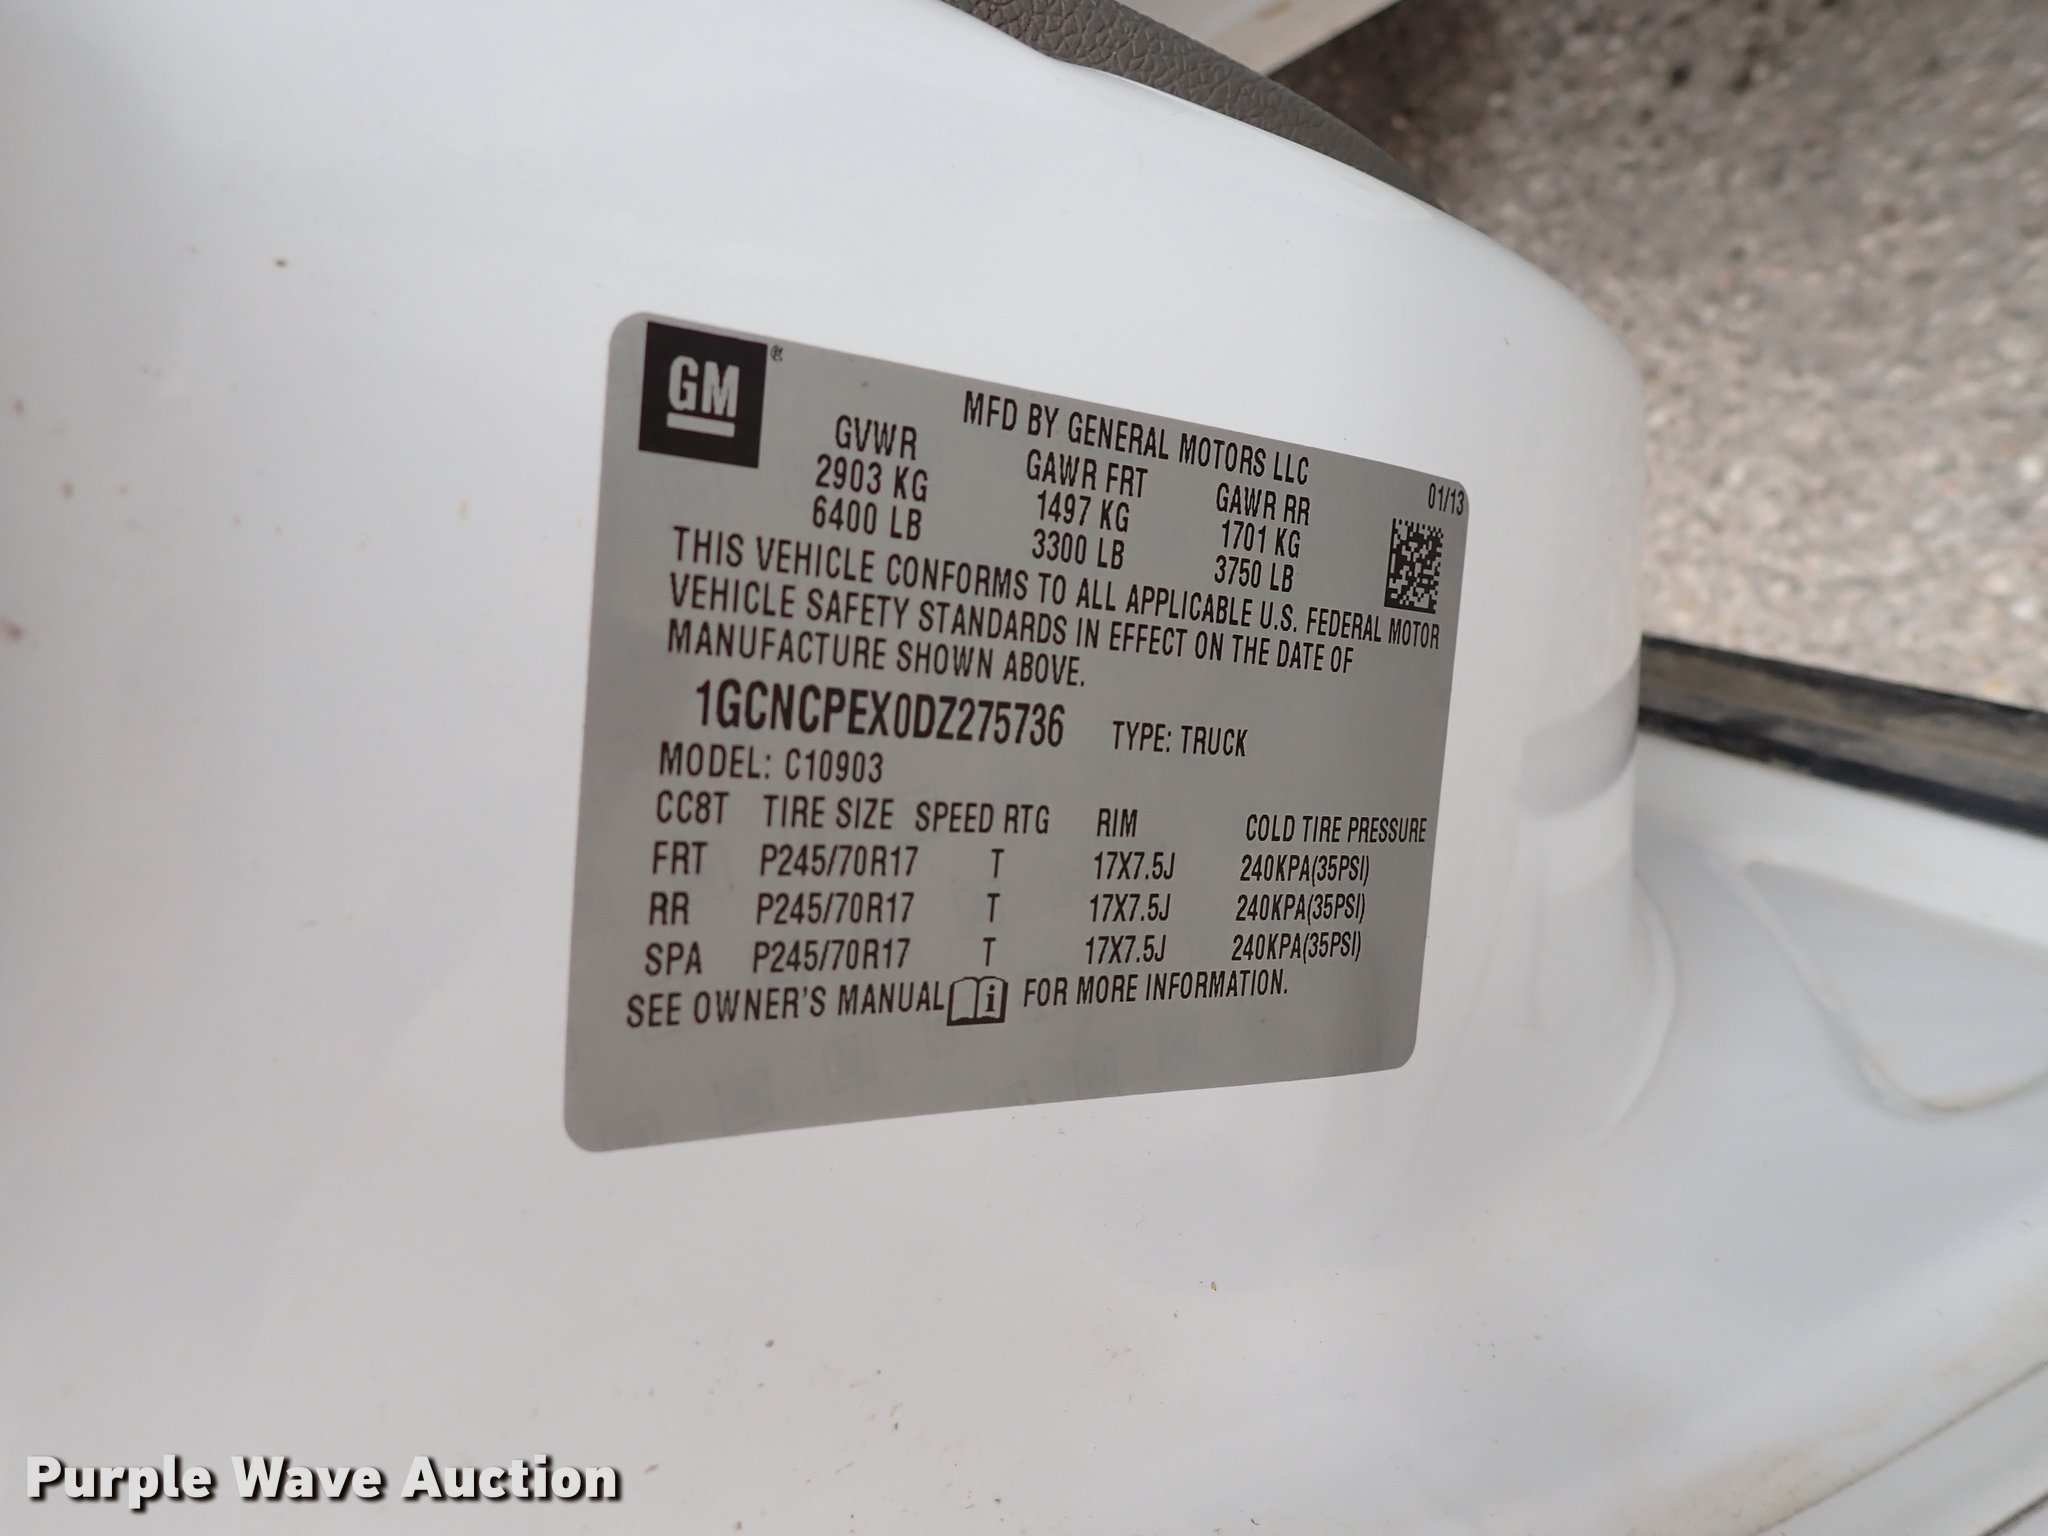 GM
MFD BY GENERAL MOTORS LLC
01/13
GVWR GAWR FRT GAWR RR
2903 KG 1497 KG 1701 KG
6400 LB 3300 LB 3750 LB
THIS VEHICLE CONFORMS TO ALL APPLICABLE U.S. FEDERAL MOTOR
VEHICLE SAFETY STANDARDS IN EFFECT ON THE DATE OF
MANUFACTURE SHOWN ABOVE.
1GCNCPEX0DZ275736 TYPE: TRUCK
MODEL: C10903
CC8T TIRE SIZE SPEED RTG RIM COLD TIRE PRESSURE
FRT P245/70R17 T 17X7.5J 240KPA(35PSI)
RR P245/70R17 T 17X7.5J 240KPA(35PSI)
SPA P245/70R17 T 17X7.5J 240KPA(35PSI)
SEE OWNER'S MANUAL FOR MORE INFORMATION.
Purple Wave Auction